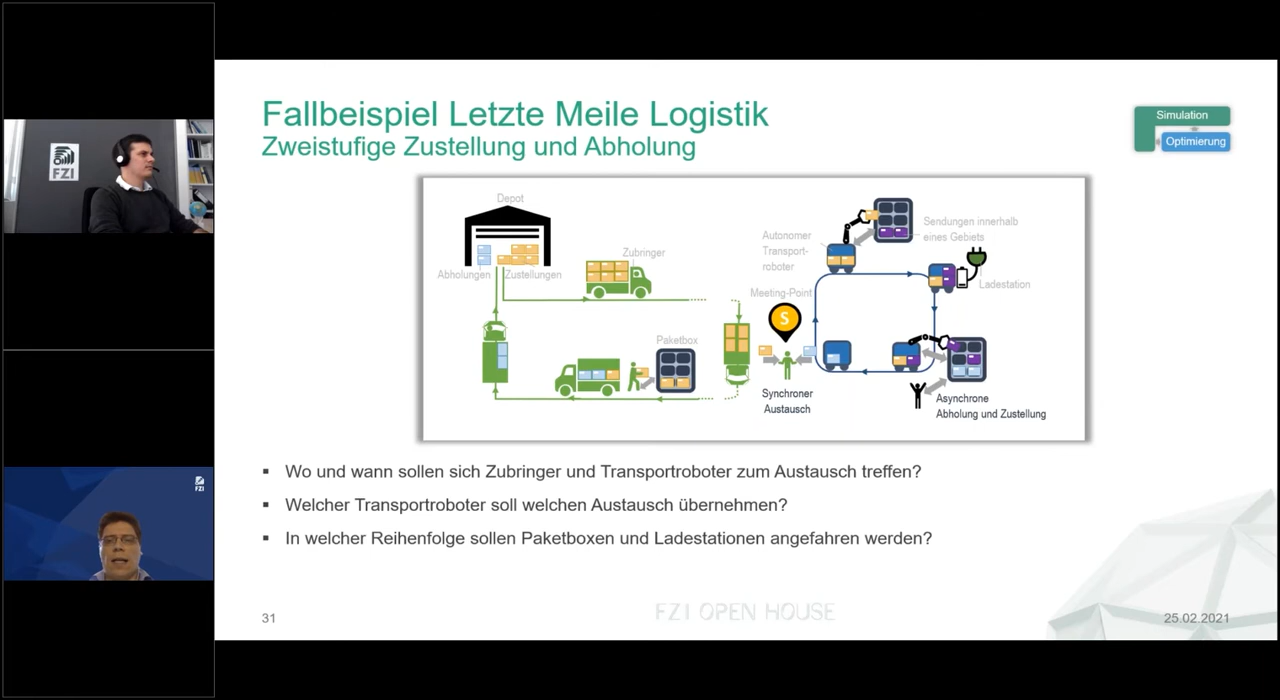 FZI
FZI
Fallbeispiel Letzte Meile Logistik
Zweistufige Zustellung und Abholung
Simulation
Optimierung
Depot
Abholungen
Zustellungen
Zubringer
Paketbox
Autonomer
Transport-
roboter
Sendungen innerhalb
eines Gebiets
Ladestation
Meeting-Point
$
Synchroner
Austausch
Asynchrone
Abholung und Zustellung
▪ Wo und wann sollen sich Zubringer und Transportroboter zum Austausch treffen?
▪ Welcher Transportroboter soll welchen Austausch übernehmen?
▪ In welcher Reihenfolge sollen Paketboxen und Ladestationen angefahren werden?
31
FZI OPEN HOUSE
25.02.2021